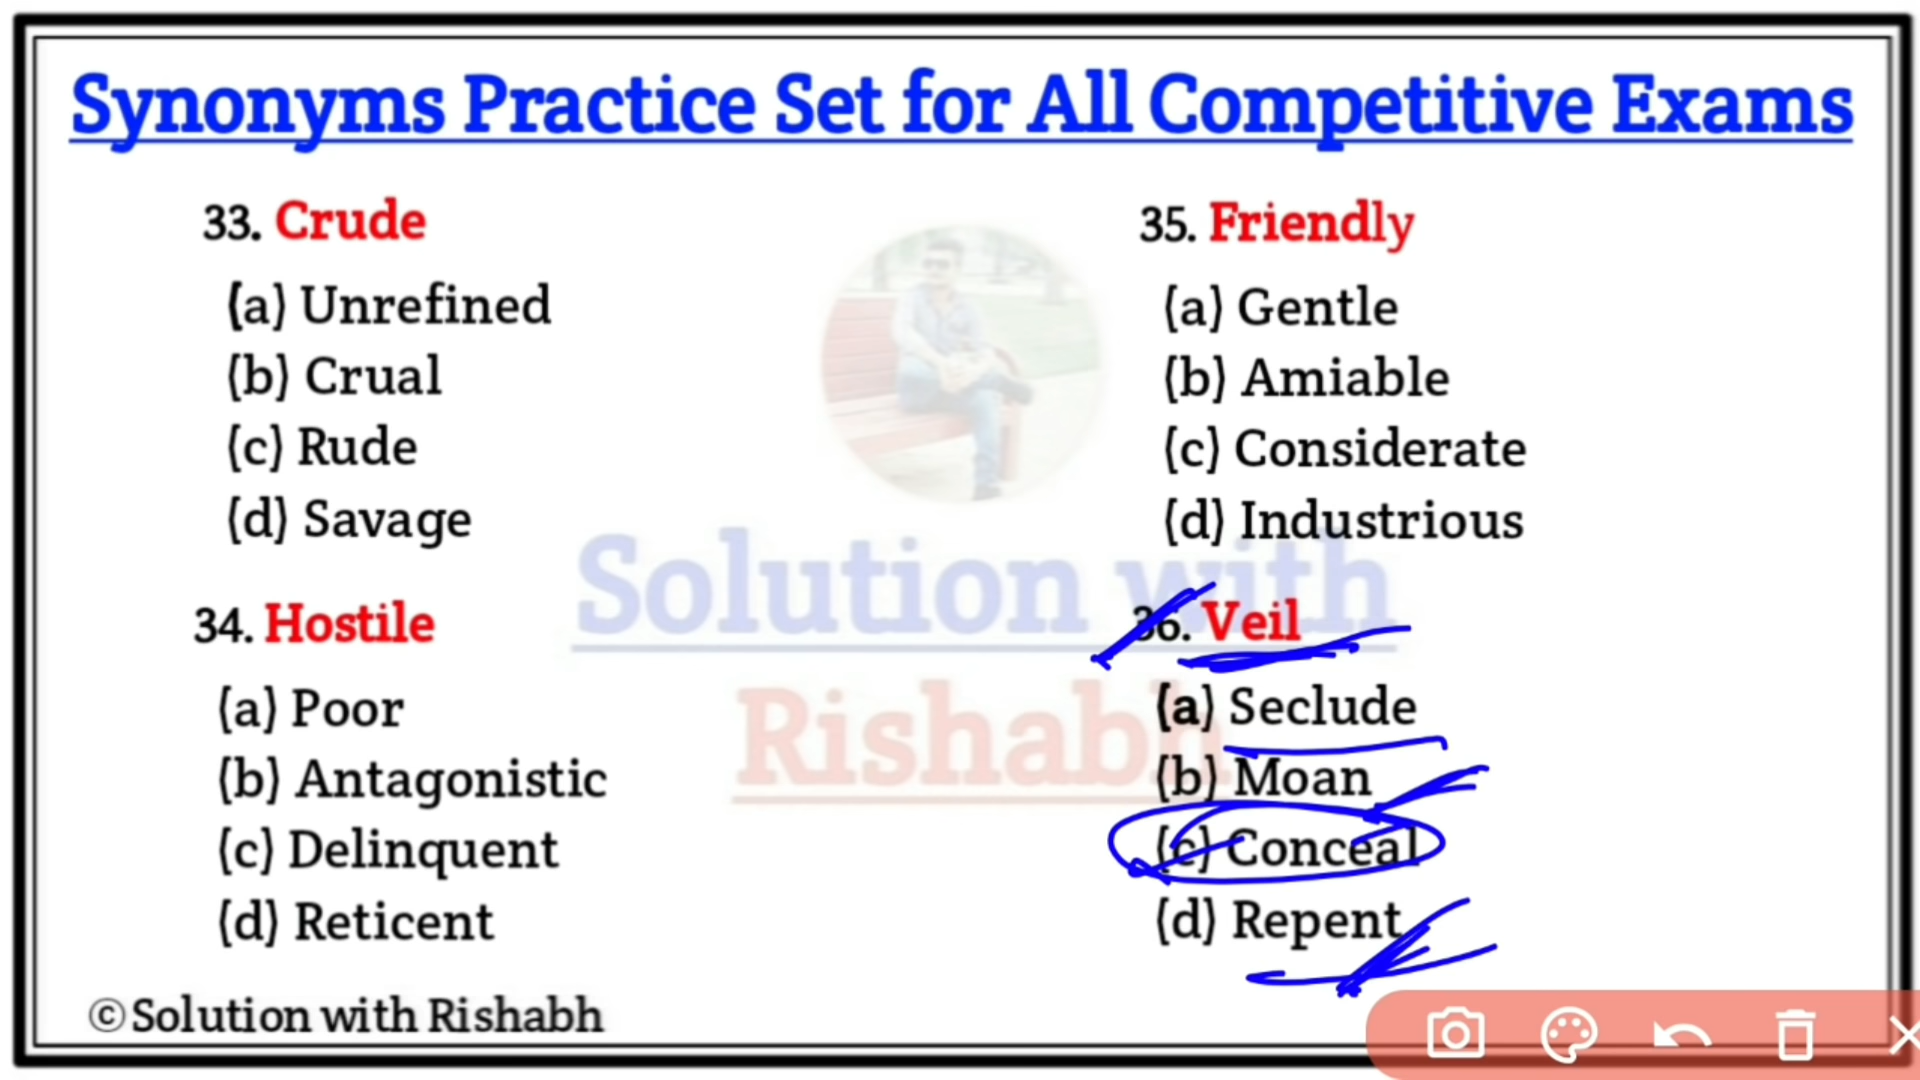 Synonyms Practice Set for All Competitive Exams
33. Crude
(a) Unrefined
(b) Crual
(c) Rude
(d) Savage
34. Hostile
(a) Poor
(b) Antagonistic
(c) Delinquent
(d) Reticent
35. Friendly
(a) Gentle
(b) Amiable
(c) Considerate
(d) Industrious
36. Veil
(a) Seclude
(b) Moan
(c) Conceal
(d) Repent
Solution with
Rishabh
©Solution with Rishabh